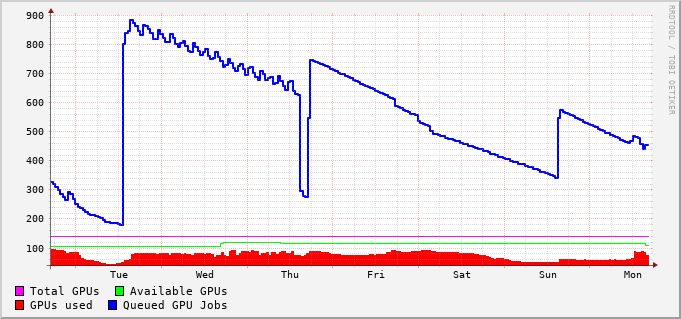 900
800
700
600
500
400
300
200
100
Tue Wed Thu Fri Sat Sun Mon
Total GPUs Available GPUs
GPUs used Queued GPU Jobs
RRDTOOL / TOBI OETIKER